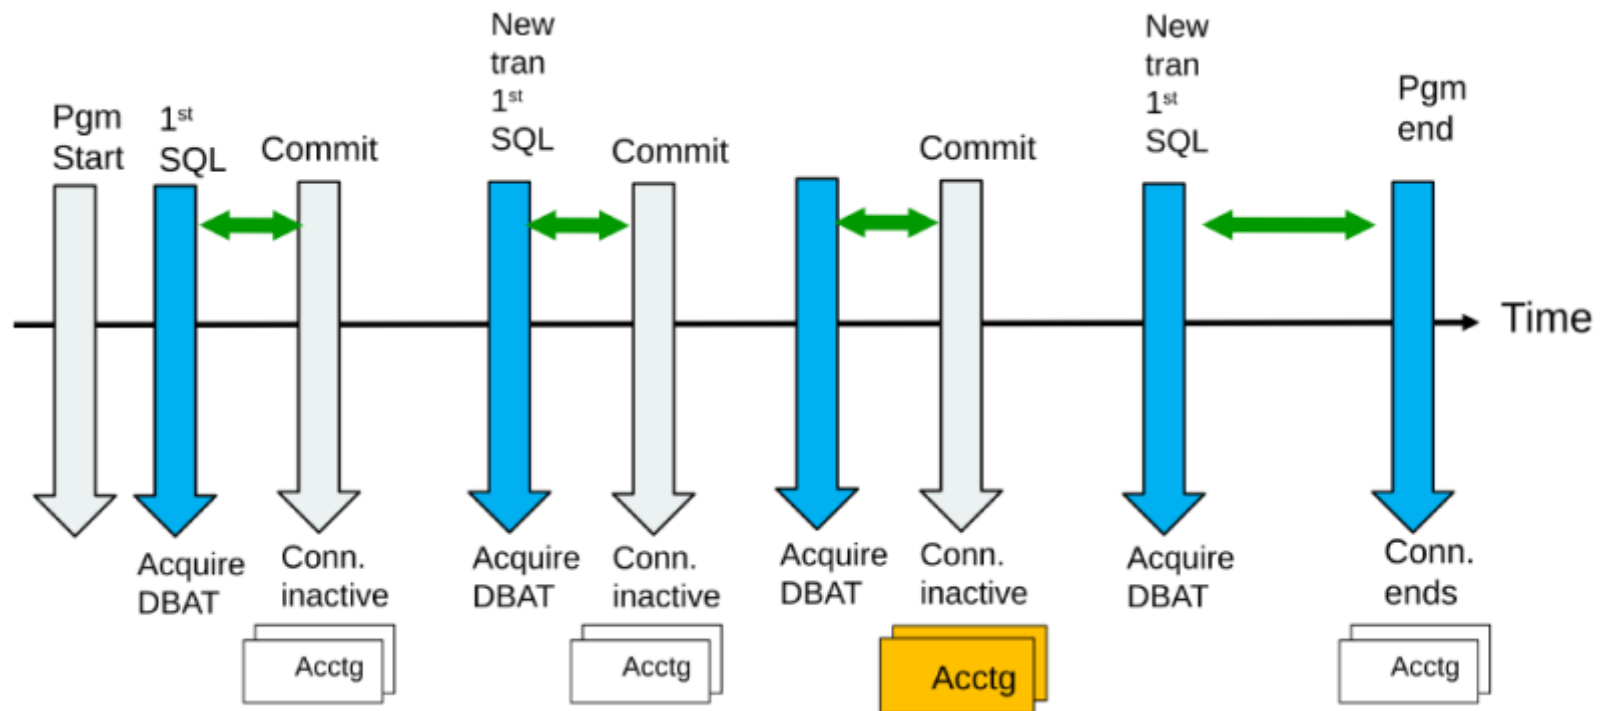 Pgm
Start
1st
SQL
Commit
New
tran
1st
SQL
Commit
Commit
New
tran
1st
SQL
Pgm
end
Time
Acquire
DBAT
Conn.
inactive
Acquire
DBAT
Conn.
inactive
Acquire
DBAT
Conn.
inactive
Acquire
DBAT
Conn.
ends
Acctg
Acctg
Acctg
Acctg